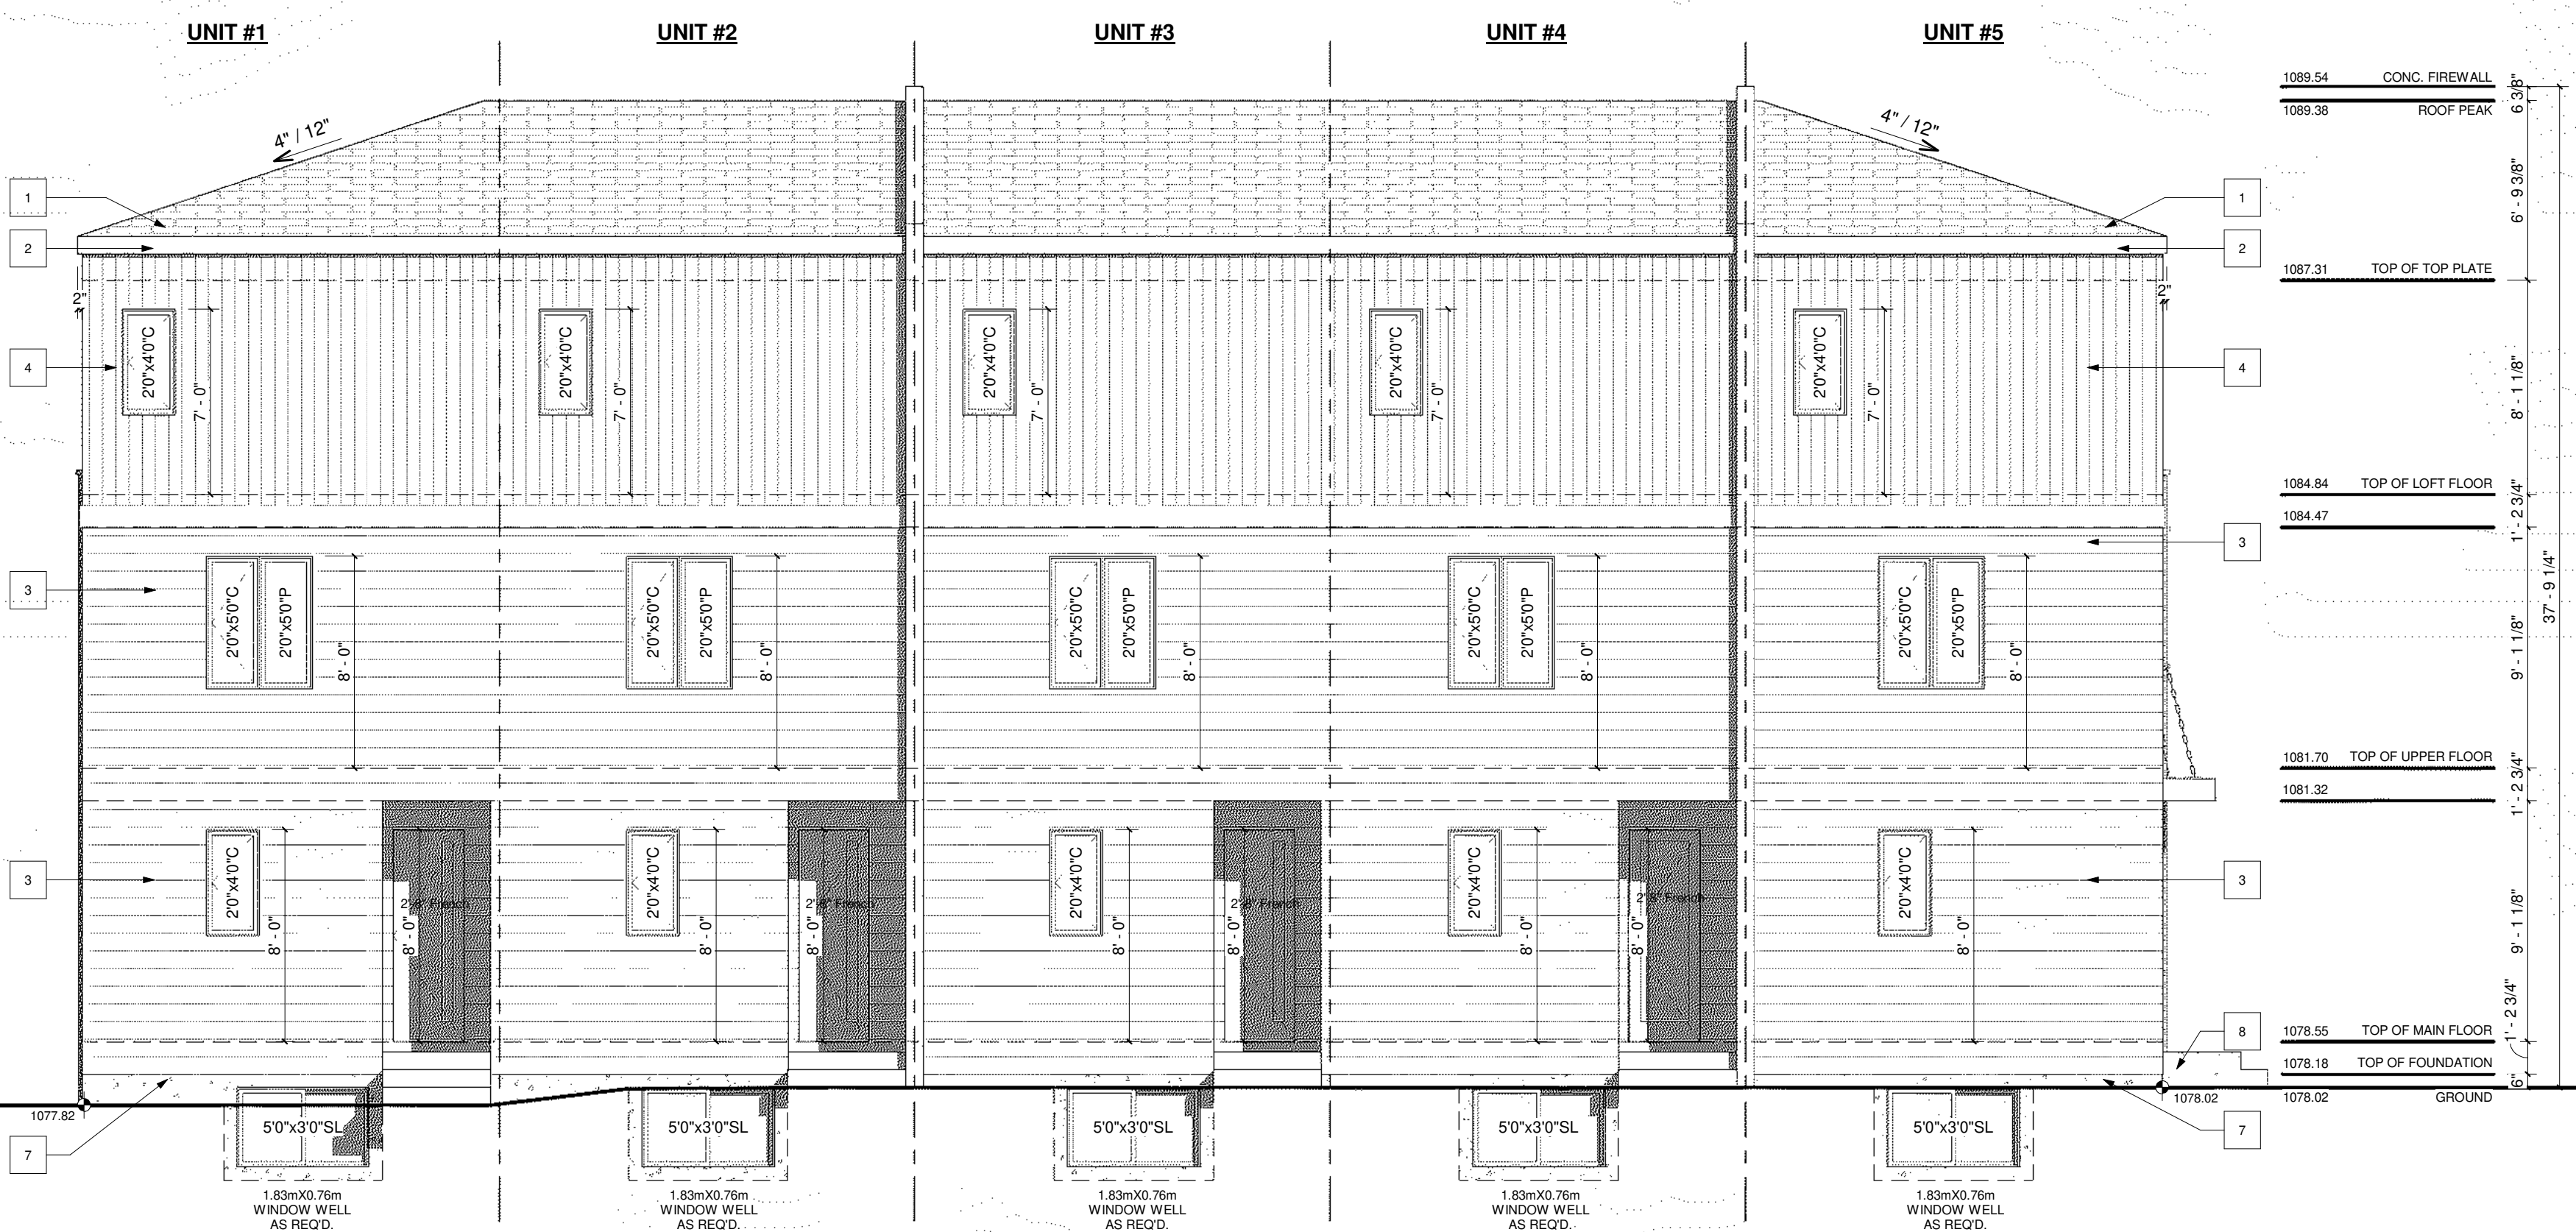 UNIT #1 UNIT #2 UNIT #3 UNIT #4 UNIT #5
1089.54 CONC. FIREWALL
6 3/8"
1089.38 ROOF PEAK
4" / 12" 4" / 12"
6' - 9 3/8"
1 1
2 2
1087.31 TOP OF TOP PLATE
2" 2"
2'0"x4'0"C 2'0"x4'0"C 2'0"x4'0"C 2'0"x4'0"C 2'0"x4'0"C
4 4
7' - 0" 7' - 0" 7' - 0" 7' - 0" 7' - 0"
8' - 1 1/8"
1084.84 TOP OF LOFT FLOOR
1' - 2 3/4"
1084.47
3
37' - 9 1/4"
3
2'0"x5'0"C 2'0"x5'0"P 2'0"x5'0"C 2'0"x5'0"P 2'0"x5'0"C 2'0"x5'0"P 2'0"x5'0"C 2'0"x5'0"P 2'0"x5'0"C 2'0"x5'0"P
8' - 0" 8' - 0" 8' - 0" 8' - 0" 8' - 0"
9' - 1 1/8"
1081.70 TOP OF UPPER FLOOR
1' - 2 3/4"
1081.32
2'0"x4'0"C 2'0"x4'0"C 2'0"x4'0"C 2'0"x4'0"C 2'0"x4'0"C
3 3
2'-8" French 2'-8" French 2'-8" French 2'-8" French
8' - 0" 8' - 0" 8' - 0" 8' - 0" 8' - 0" 8' - 0" 8' - 0" 8' - 0" 8' - 0"
9' - 1 1/8"
1' - 2 3/4"
8
1078.55 TOP OF MAIN FLOOR
1078.18 TOP OF FOUNDATION
6"
1077.82 1078.02
1078.02 GROUND
5'0"x3'0"SL 5'0"x3'0"SL 5'0"x3'0"SL 5'0"x3'0"SL 5'0"x3'0"SL
7 7
1.83mX0.76m 1.83mX0.76m 1.83mX0.76m 1.83mX0.76m 1.83mX0.76m
WINDOW WELL WINDOW WELL WINDOW WELL WINDOW WELL WINDOW WELL
AS REQ'D. AS REQ'D. AS REQ'D. AS REQ'D. AS REQ'D.